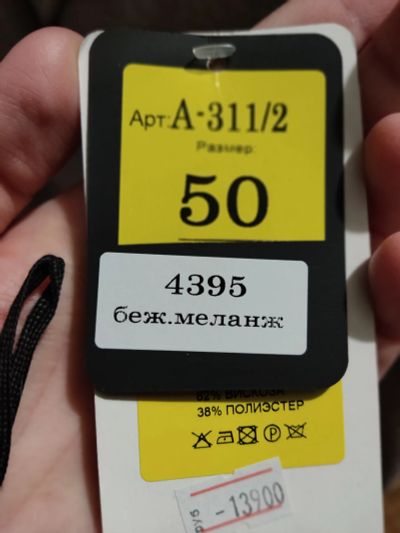 Арт: А-311/2
Размер:
50
4395
беж.меланж
62% ВИСКОЗА
38% ПОЛИЭСТЕР
руб - 13900